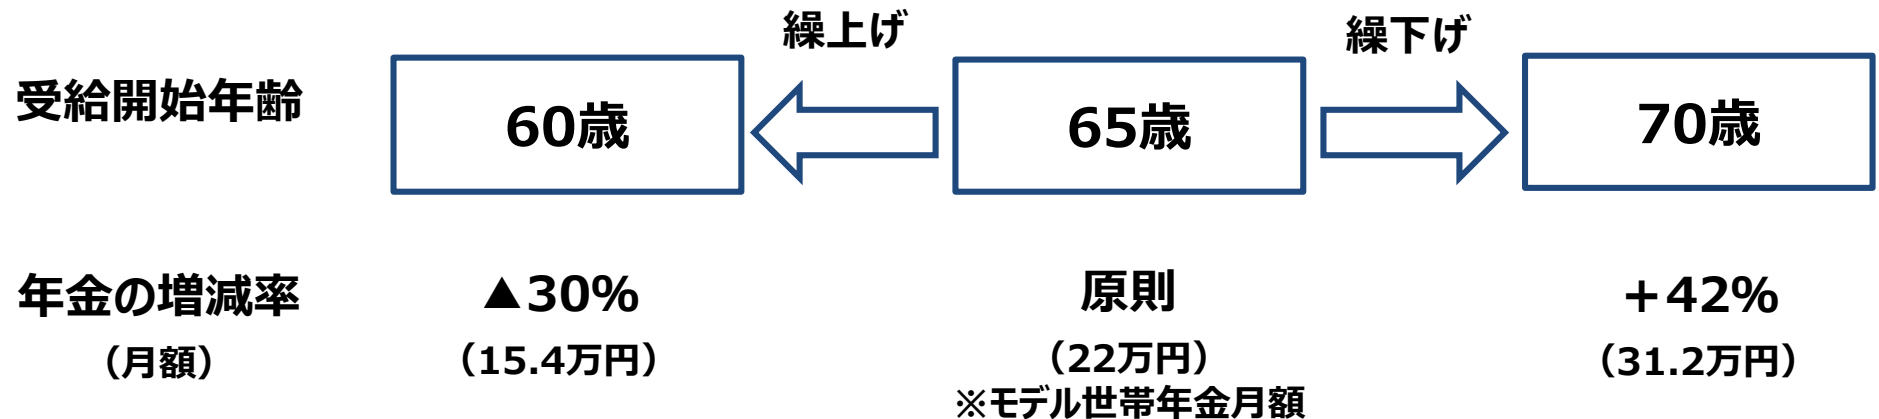 繰上げ
繰下げ
受給開始年齢
60歳
65歳
70歳
年金の増減率
▲30%
原則
+42%
(月額)
(15.4万円)
(22万円)
(31.2万円)
※モデル世帯年金月額